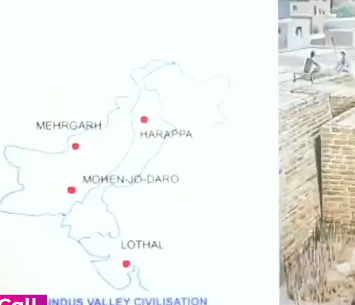 MEHRGARH
HARAPPA
MOHEN-JO-DARO
LOTHAL
Call
INDUS VALLEY CIVILISATION